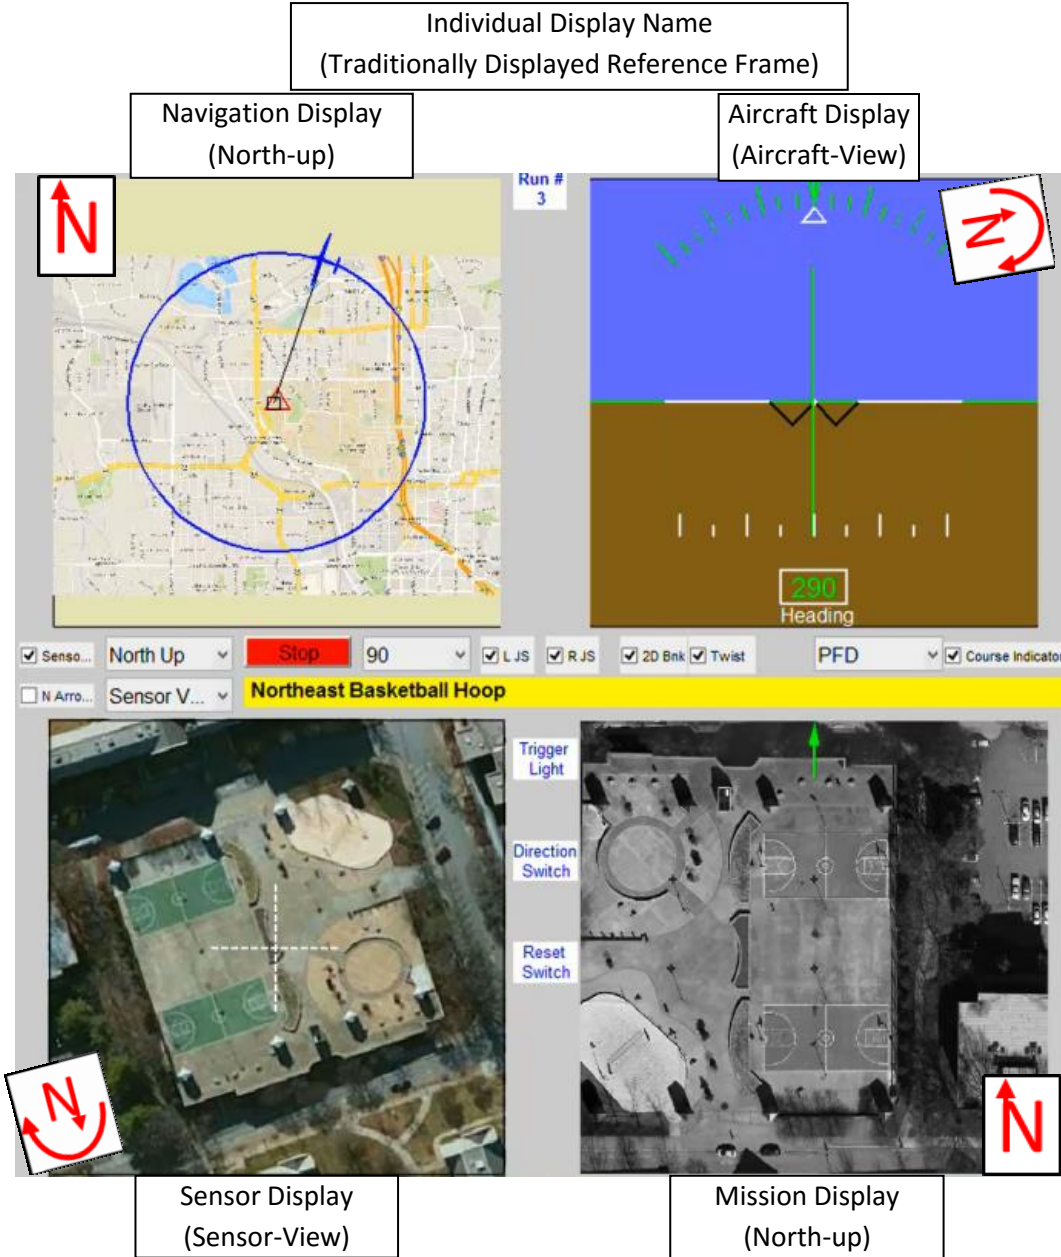 Individual Display Name
(Traditionally Displayed Reference Frame)
Navigation Display
(North-up)
Aircraft Display
(Aircraft-View)
N
Run #
3
N
290
Heading
Senso...
North Up
Stop
90
L JS
R JS
2D Bnk
Twist
PFD
Course Indicator
N Arro...
Sensor V...
Northeast Basketball Hoop
Trigger
Light
Direction
Switch
Reset
Switch
N
N
Sensor Display
(Sensor-View)
Mission Display
(North-up)